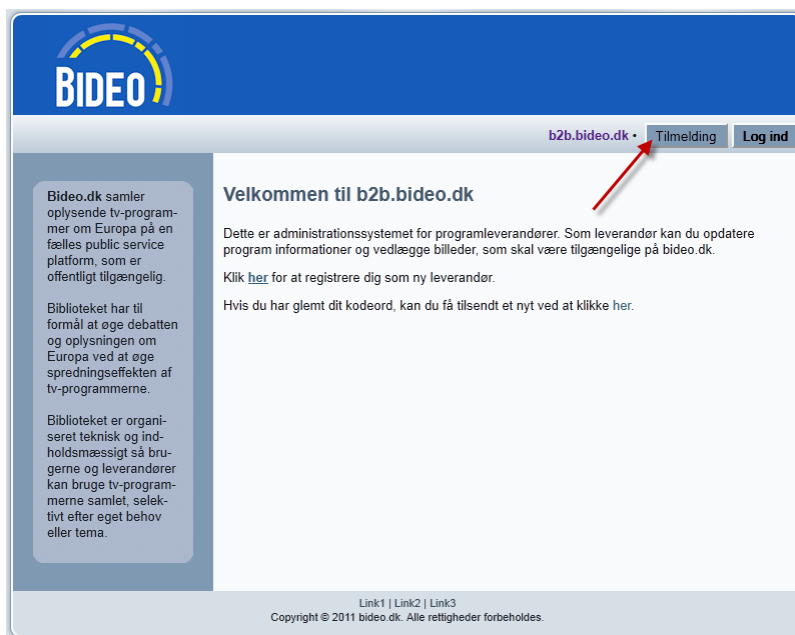 BIDEO
b2b.bideo.dk • Tilmelding Log ind
Bideo.dk samler
oplysende tv-program-
mer om Europa på en
fælles public service
platform, som er
offentligt tilgængelig.
Biblioteket har til
formål at øge debatten
og oplysningen om
Europa ved at øge
spredningseffekten af
tv-programmerne.
Biblioteket er organi-
seret teknisk og ind-
holdsmæssigt så bru-
gerne og leverandører
kan bruge tv-program-
merne samlet, selek-
tivt efter eget behov
eller tema.
Velkommen til b2b.bideo.dk
Dette er administrationssystemet for programleverandører. Som leverandør kan du opdatere
program informationer og vedlægge billeder, som skal være tilgængelige på bideo.dk.
Klik her for at registrere dig som ny leverandør.
Hvis du har glemt dit kodeord, kan du få tilsendt et nyt ved at klikke her.
Link1 | Link2 | Link3
Copyright © 2011 bideo.dk. Alle rettigheder forbeholdes.